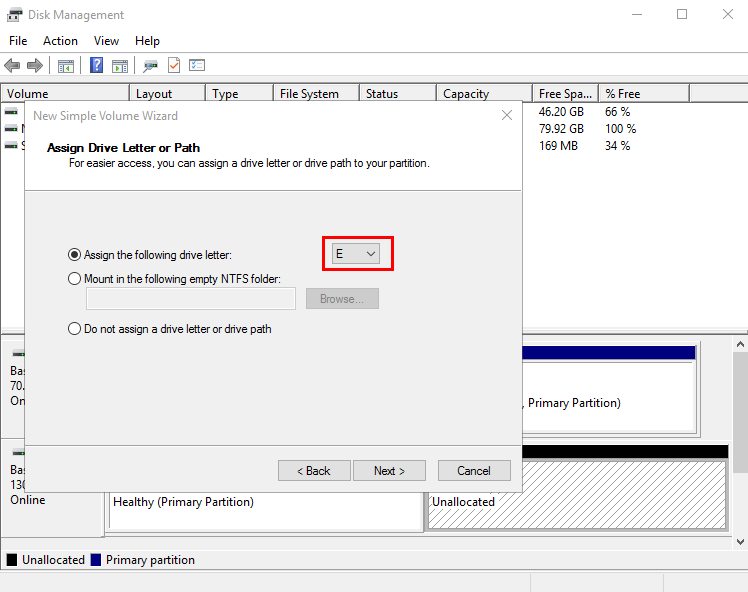 Disk Management
File Action View Help
Volume Layout Type File System Status Capacity Free Spa... % Free
46.20 GB 66 %
79.92 GB 100 %
169 MB 34 %
New Simple Volume Wizard
Assign Drive Letter or Path
For easier access, you can assign a drive letter or drive path to your partition.
Assign the following drive letter: E
Mount in the following empty NTFS folder:
Browse...
Do not assign a drive letter or drive path
< Back Next > Cancel
Bas
70.
On
, Primary Partition)
Bas
130
Online
Healthy (Primary Partition)
Unallocated
Unallocated Primary partition